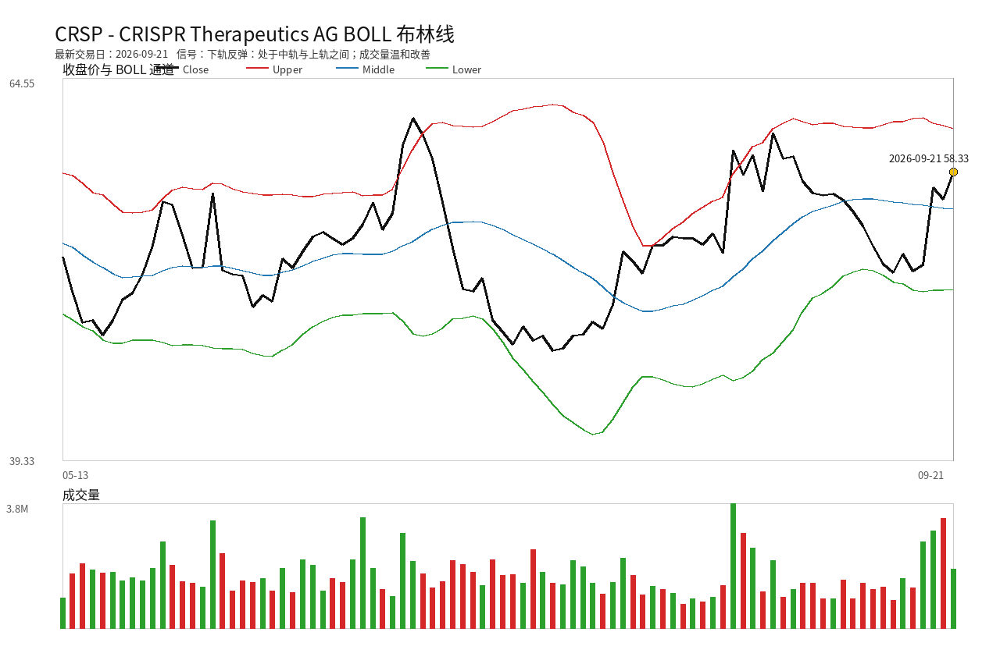 CRSP - CRISPR Therapeutics AG BOLL 布林线
最新交易日：2026-09-21 信号：下轨反弹：处于中轨与上轨之间；成交量温和改善
收盘价与 BOLL 通道 Close Upper Middle Lower
64.55
2026-09-21 58.33
39.33
05-13 09-21
成交量
3.8M